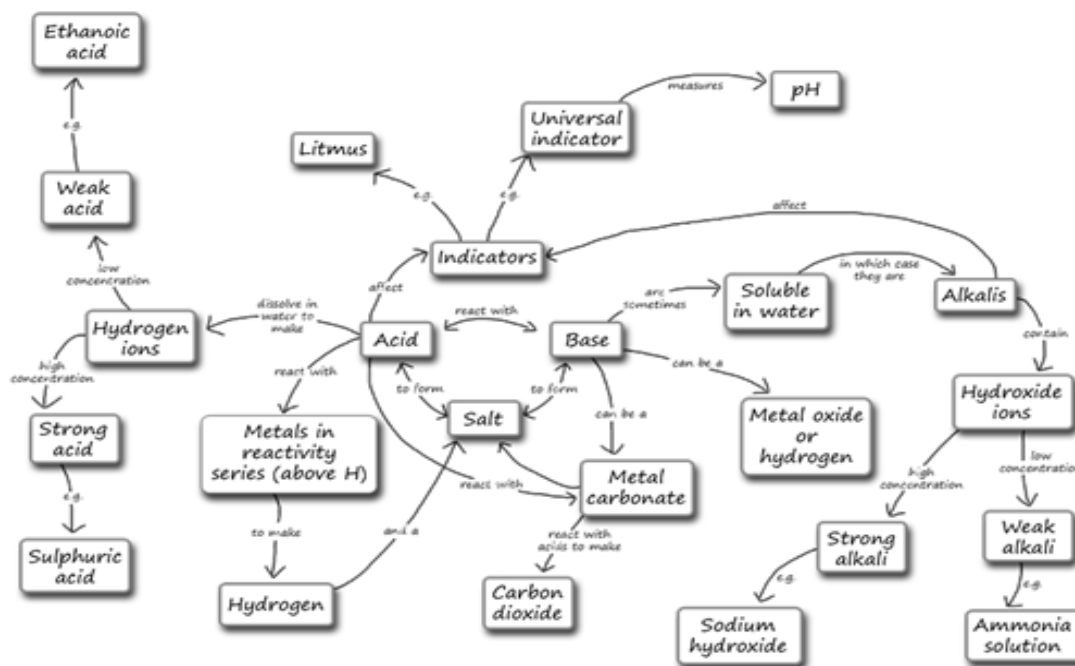 Ethanoic
acid
e.g.
Weak
acid
low
concentration
Hydrogen
ions
high
concentration
Strong
acid
e.g.
Sulphuric
acid
dissolve in
water to
make
Litmus
e.g.
Universal
indicator
e.g.
measures
pH
Indicators
affect
affect
Acid
react with
Base
are
sometimes
Soluble
in water
in which case
they are
Alkalis
contain
Hydroxide
ions
react with
to form
to form
Salt
can be a
can be a
Metal oxide
or
hydrogen
Metals in
reactivity
series (above H)
to make
Hydrogen
and a
react with
Metal
carbonate
react with
acids to make
Carbon
dioxide
high
concentration
low
concentration
Strong
alkali
e.g.
Sodium
hydroxide
Weak
alkali
e.g.
Ammonia
solution